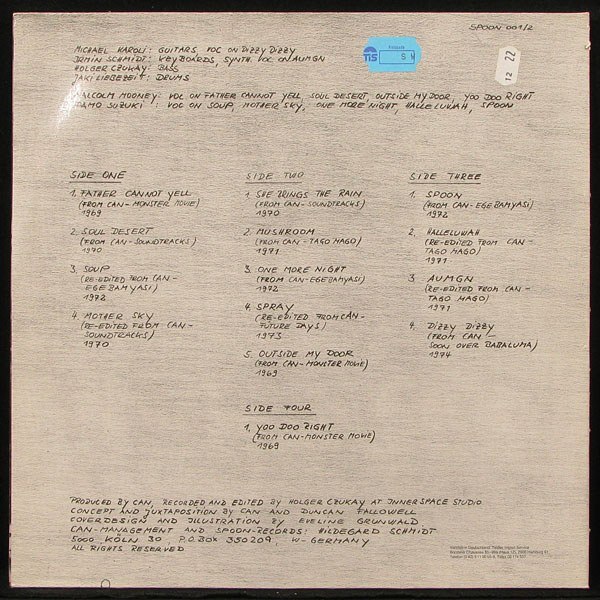 SPOON 001/2
MICHAEL KAROLI: GUITARS, VOC ON DIZZY DIZZY
IRMIN SCHMIDT: KEYBOARDS, SYNTH, VOC ON AUMGN
HOLGER CZUKAY: BASS
JAKI LIEBEZEIT: DRUMS
MALCOLM MOONEY: VOC ON FATHER CANNOT YELL, SOUL DESERT, OUTSIDE MY DOOR, YOO DOO RIGHT
DAMO SUZUKI: VOC ON SOUP, MOTHER SKY, ONE MORE NIGHT, HALLELUWAH, SPOON
TIS
S
12 22
SIDE ONE
1. FATHER CANNOT YELL
(FROM CAN - MONSTER MOVIE)
1969
2. SOUL DESERT
(FROM CAN - SOUNDTRACKS)
1970
3. SOUP
(RE-EDITED FROM CAN -
EGE BAMYASI)
1972
4. MOTHER SKY
(RE-EDITED FROM CAN -
SOUNDTRACKS)
1970
SIDE TWO
1. SHE BRINGS THE RAIN
(FROM CAN - SOUNDTRACKS)
1970
2. MUSHROOM
(FROM CAN - TAGO MAGO)
1971
3. ONE MORE NIGHT
(FROM CAN - EGE BAMYASI)
1972
4. SPRAY
(RE-EDITED FROM CAN -
FUTURE DAYS)
1973
5. OUTSIDE MY DOOR
(FROM CAN - MONSTER MOVIE)
1969
SIDE THREE
1. SPOON
(FROM CAN - EGE BAMYASI)
1972
2. HALLELUWAH
(RE-EDITED FROM CAN -
TAGO MAGO)
1971
3 AUMGN
(RE-EDITED FROM CAN -
TAGO MAGO)
1971
4. DIZZY DIZZY
(FROM CAN -
SOON OVER BABALUMA)
1974
SIDE FOUR
1. YOO DOO RIGHT
(FROM CAN - MONSTER MOVIE)
1969
PRODUCED BY CAN, RECORDED AND EDITED BY HOLGER CZUKAY AT INNERSPACE STUDIO
CONCEPT AND JUXTAPOSITION BY CAN AND DUNCAN FALLOWELL
COVERDESIGN AND ILLUSTRATION BY EVELINE GRUNWALD
CAN-MANAGEMENT AND SPOON-RECORDS: HILDEGARD SCHMIDT
5000 KÖLN 30, P.O.BOX 350209, W-GERMANY
ALL RIGHTS RESERVED